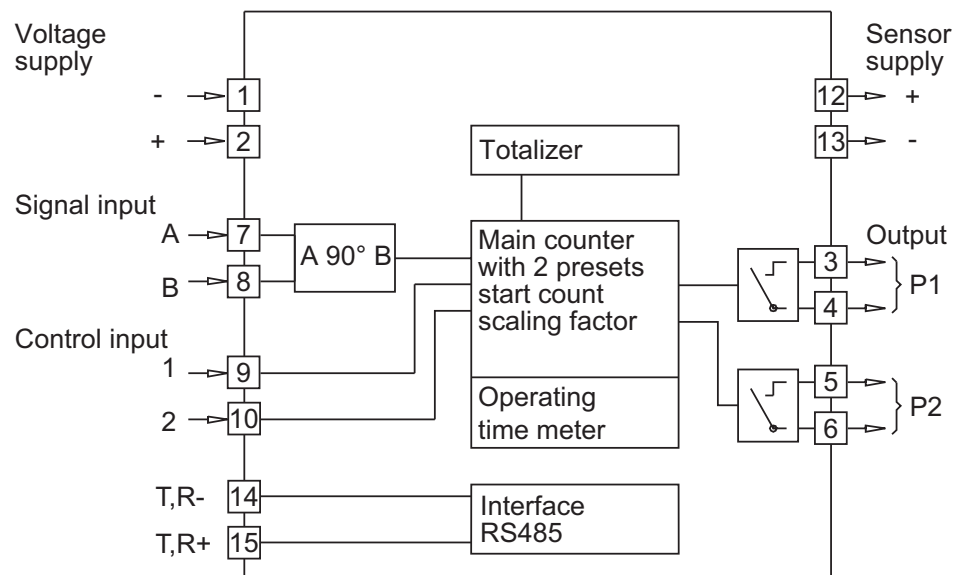 Voltage
supply
-
1
+
2
Signal input
A
7
B
8
A 90° B
Control input
1
9
2
10
T,R-
14
T,R+
15
Totalizer
Main counter
with 2 presets
start count
scaling factor
Operating
time meter
Interface
RS485
Sensor
supply
12
+
13
-
Output
3
4
P1
5
6
P2